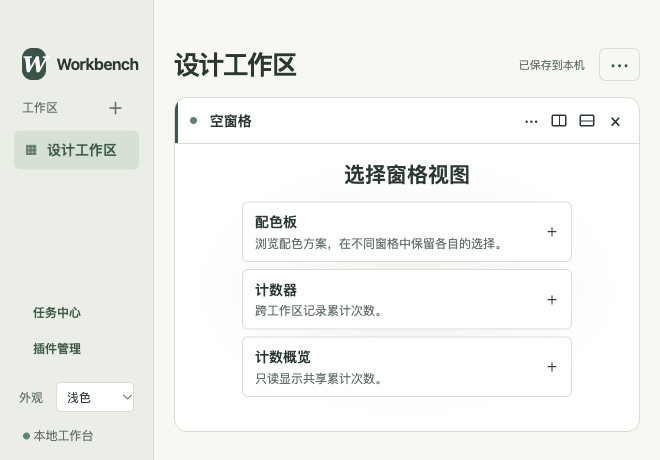 W Workbench
工作区 +
设计工作区
任务中心
插件管理
外观 浅色
本地工作台
设计工作区
已保存到本机 ...
空窗格
选择窗格视图
配色板
浏览配色方案，在不同窗格中保留各自的选择。
计数器
跨工作区记录累计次数。
计数概览
只读显示共享累计次数。